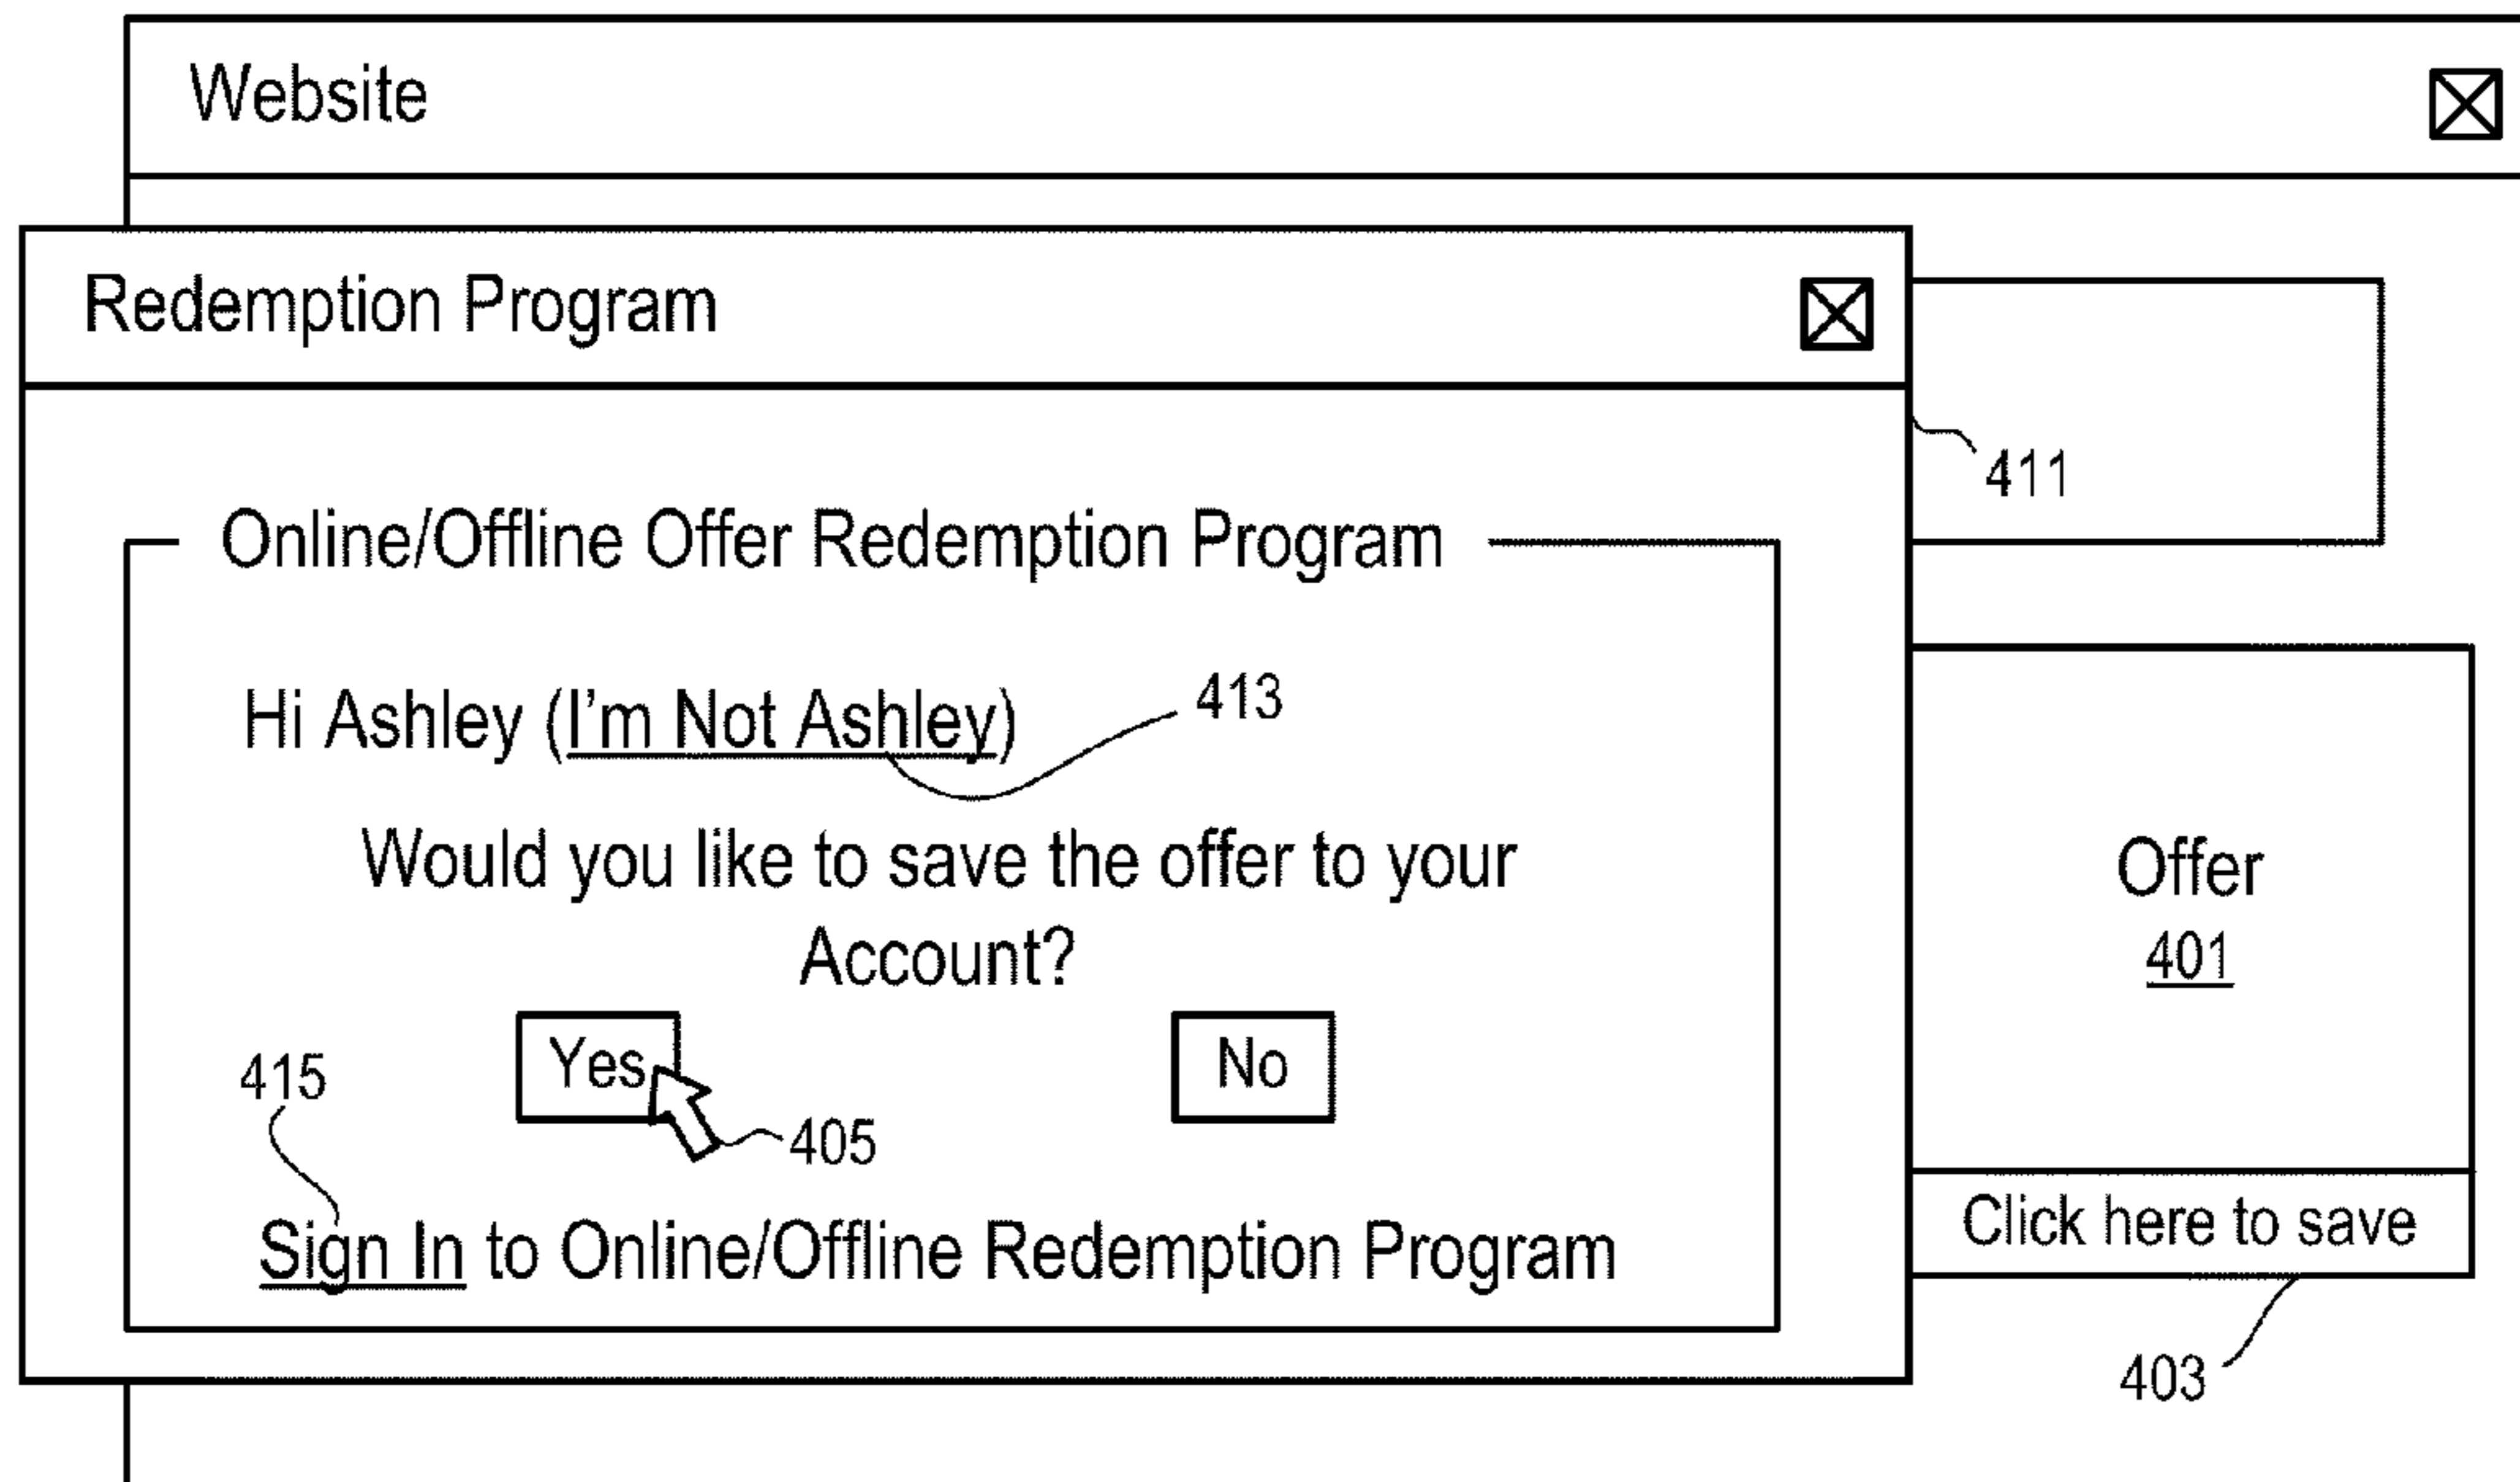 Website
Redemption Program
411
Online/Offline Offer Redemption Program
Hi Ashley (I'm Not Ashley)
413
Would you like to save the offer to your
Account?
Yes
No
415
405
Sign In to Online/Offline Redemption Program
Offer
401
Click here to save
403